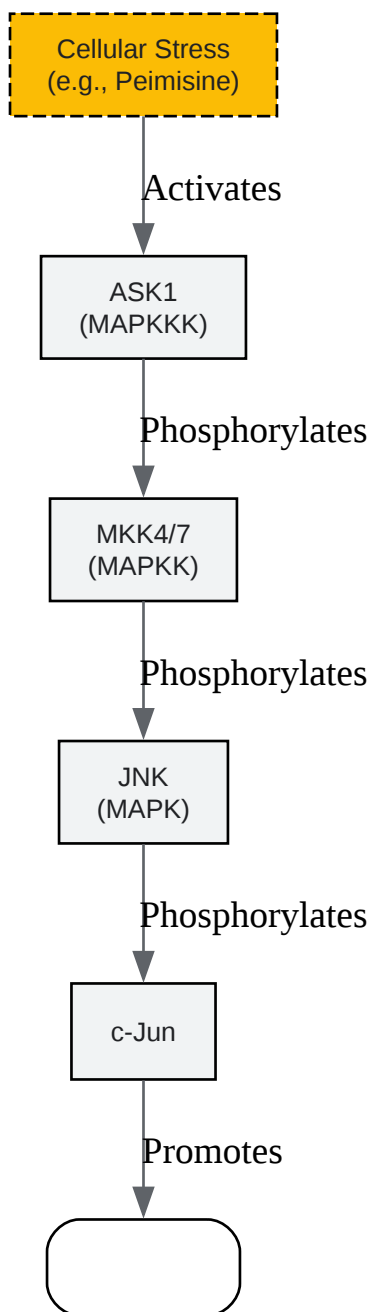 Cellular Stress
(e.g., Peimisine)
Activates
ASK1
(MAPKKK)
Phosphorylates
MKK4/7
(MAPKK)
Phosphorylates
JNK
(MAPK)
Phosphorylates
c-Jun
Promotes